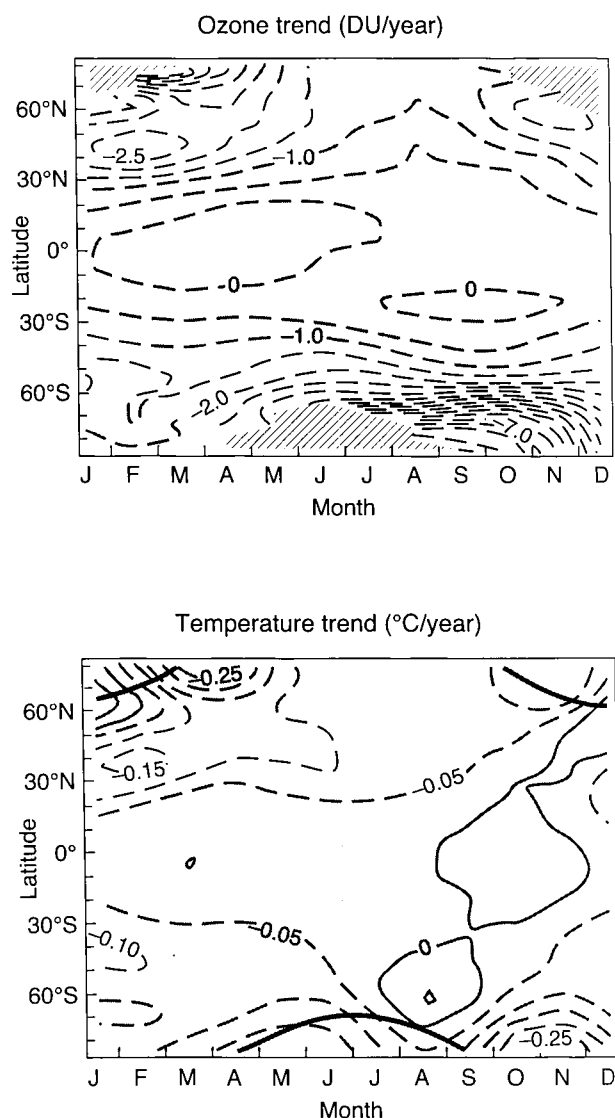 Ozone trend (DU/year)
60°N
30°N
0°
30°S
60°S
Latitude
−2.5
−1.0
0
0
−1.0
−2.0
7.0
J F M A M J J A S O N D
Month
Temperature trend (°C/year)
60°N
30°N
0°
30°S
60°S
Latitude
−0.25
−0.15
−0.05
−0.05
0
−0.10
−0.25
J F M A M J J A S O N D
Month